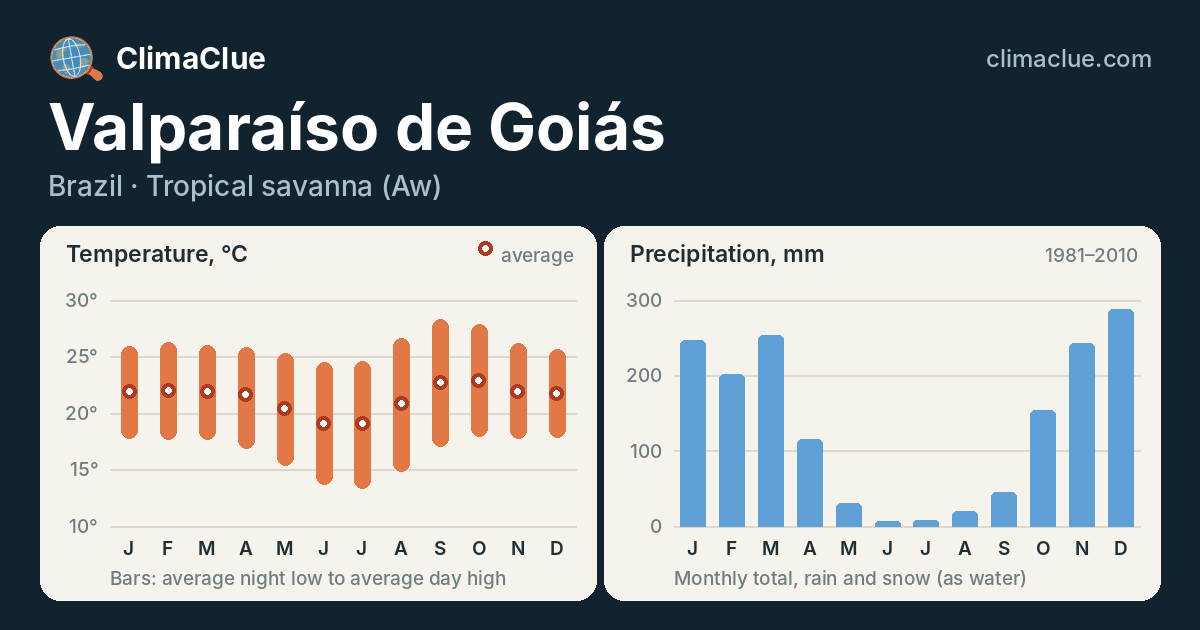 ClimaClue
climaclue.com
Valparaíso de Goiás
Brazil · Tropical savanna (Aw)
Temperature, °C
average
30°
25°
20°
15°
10°
J F M A M J J A S O N D
Bars: average night low to average day high
Precipitation, mm
1981–2010
300
200
100
0
J F M A M J J A S O N D
Monthly total, rain and snow (as water)